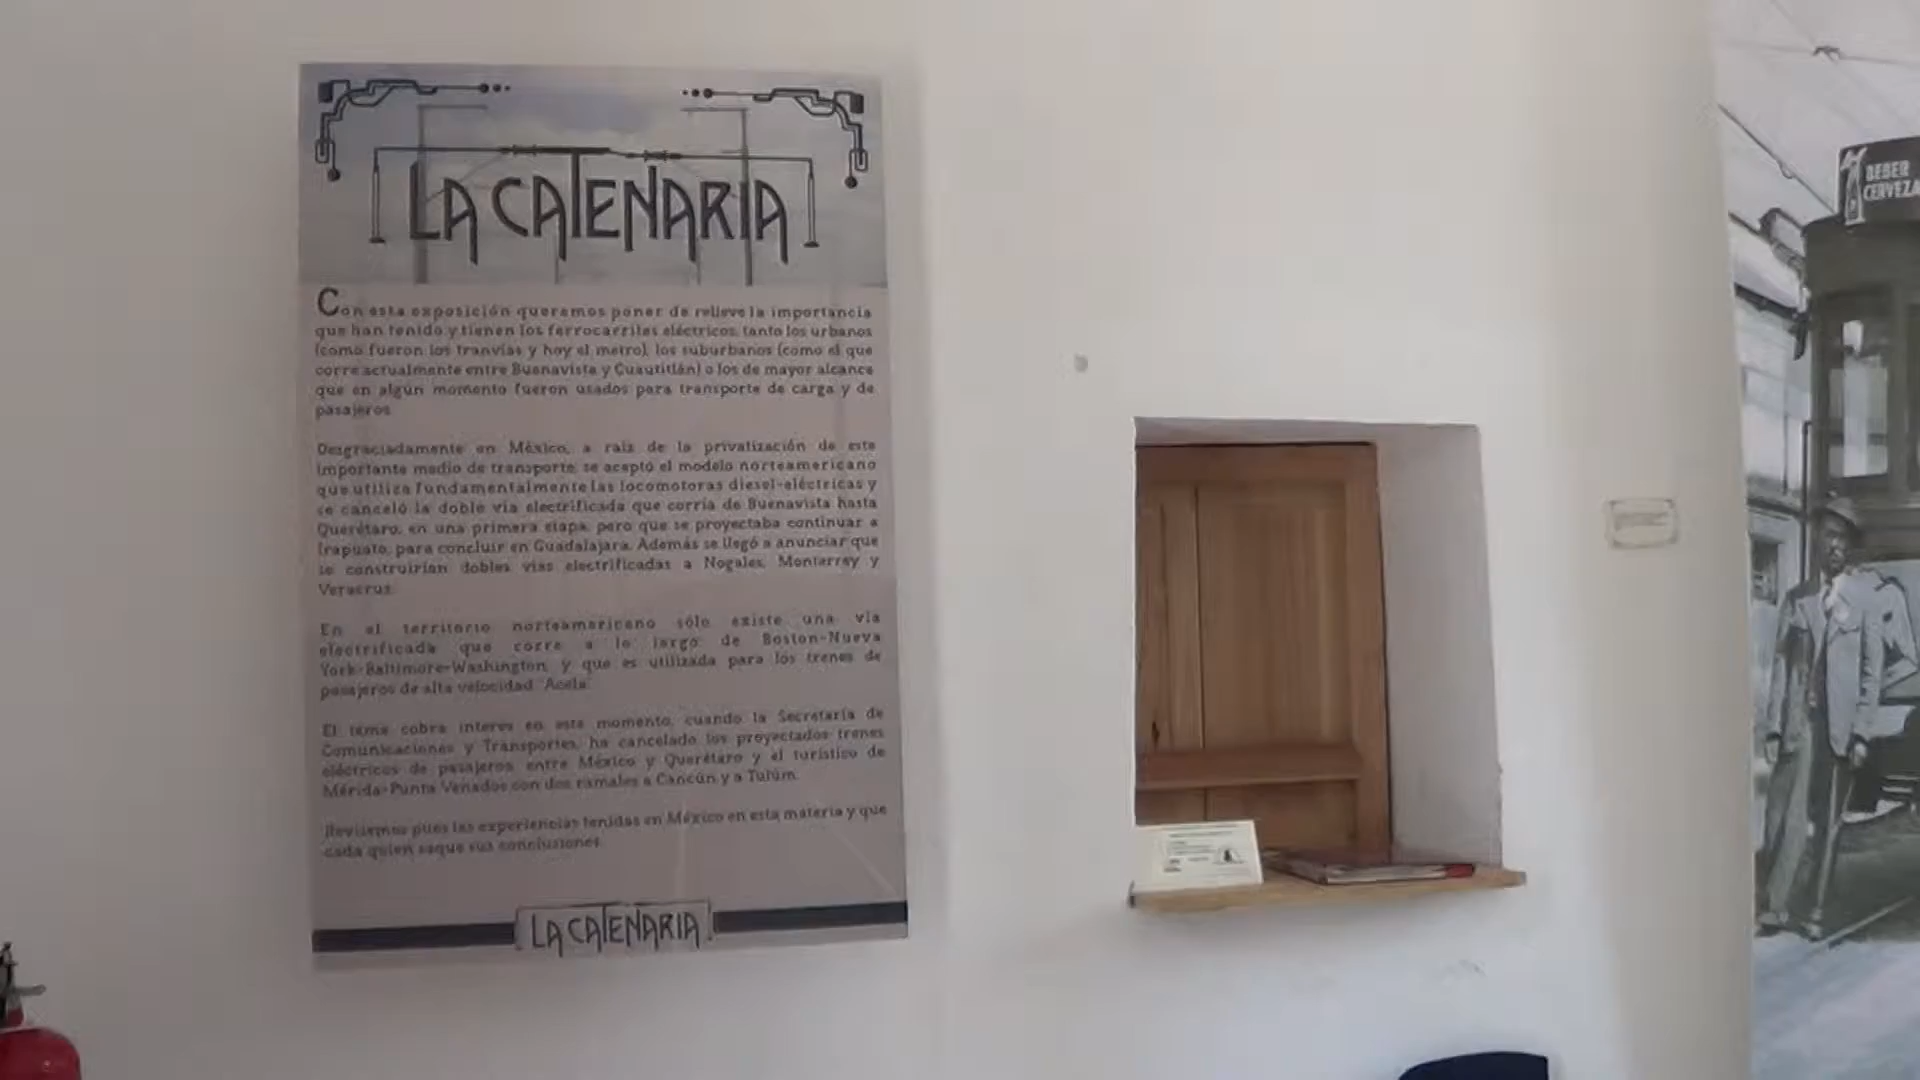 LA CATENARIA
Con esta exposición queremos poner de relieve la importancia
que han tenido y tienen los ferrocarriles eléctricos, tanto los urbanos
(como fueron los tranvías y hoy el metro), los suburbanos (como el que
corre actualmente entre Buenavista y Cuautitlán) o los de mayor alcance
que en algún momento fueron usados para transporte de carga y de
pasajeros.
Desgraciadamente en México, a raíz de la privatización de este
importante medio de transporte, se aceptó el modelo norteamericano
que utiliza fundamentalmente las locomotoras diesel-eléctricas y
se canceló la doble vía electrificada que corría de Buenavista hasta
Querétaro, en una primera etapa, pero que se proyectaba continuar a
Irapuato, para concluir en Guadalajara. Además se llegó a anunciar que
se construirían dobles vías electrificadas a Nogales, Monterrey y
Veracruz.
En el territorio norteamericano sólo existe una vía
electrificada que corre a lo largo de Boston-Nueva
York-Baltimore-Washington, y que es utilizada para los trenes de
pasajeros de alta velocidad "Acela".
El tema cobra interés en este momento, cuando la Secretaría de
Comunicaciones y Transportes, ha cancelado los proyectados trenes
eléctricos de pasajeros entre México y Querétaro y el turístico de
Mérida-Punta Venados con dos ramales a Cancún y a Tulúm.
Revisemos pues las experiencias tenidas en México en esta materia y que
cada quien saque sus conclusiones.
LA CATENARIA
BEBER
CERVEZA